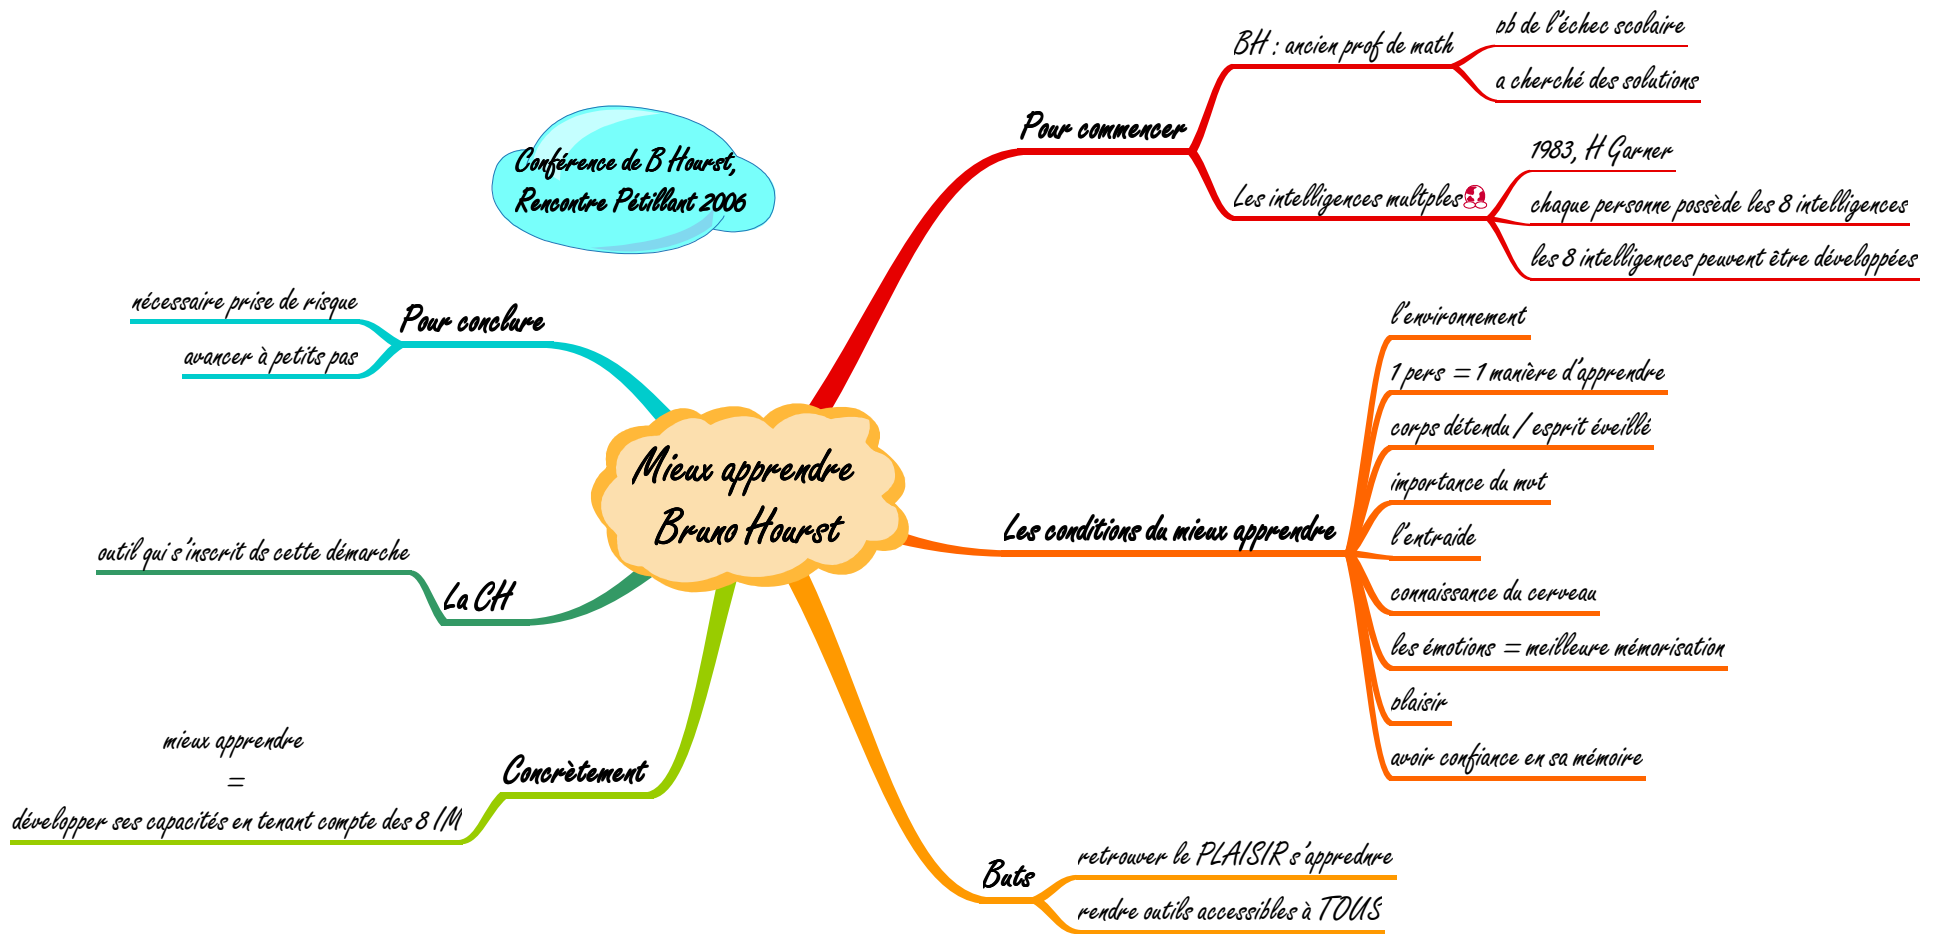 Conférence de B Hourst,
Rencontre Pétillant 2006
Mieux apprendre
Bruno Hourst
Pour commencer
BH : ancien prof de math
pb de l'échec scolaire
a cherché des solutions
Les intelligences multples
1983, H Garner
chaque personne possède les 8 intelligences
les 8 intelligences peuvent être développées
Les conditions du mieux apprendre
l'environnement
1 pers = 1 manière d'apprendre
corps détendu / esprit éveillé
importance du mvt
l'entraide
connaissance du cerveau
les émotions = meilleure mémorisation
plaisir
avoir confiance en sa mémoire
Buts
retrouver le PLAISIR s'apprednre
rendre outils accessibles à TOUS
Concrètement
mieux apprendre
=
développer ses capacités en tenant compte des 8 IM
La CH
outil qui s'inscrit ds cette démarche
Pour conclure
nécessaire prise de risque
avancer à petits pas